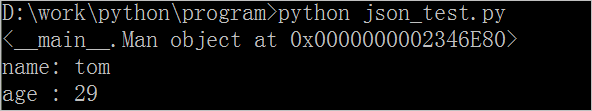 D:\work\python\program>python json_test.py
<__main__.Man object at 0x0000000002346E80>
name: tom
age : 29